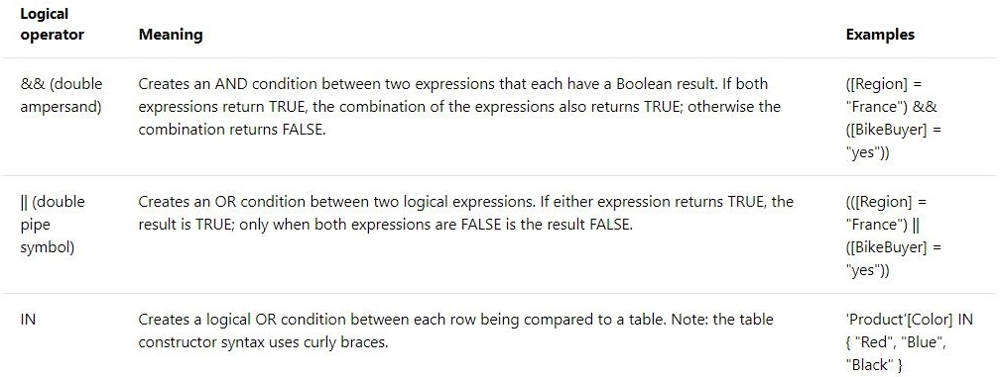 Logical
operator
Meaning
Examples
&& (double
ampersand)
Creates an AND condition between two expressions that each have a Boolean result. If both
expressions return TRUE, the combination of the expressions also returns TRUE; otherwise the
combination returns FALSE.
([Region] =
"France") &&
([BikeBuyer] =
"yes"))
|| (double
pipe
symbol)
Creates an OR condition between two logical expressions. If either expression returns TRUE, the
result is TRUE; only when both expressions are FALSE is the result FALSE.
(([Region] =
"France") ||
([BikeBuyer] =
"yes"))
IN
Creates a logical OR condition between each row being compared to a table. Note: the table
constructor syntax uses curly braces.
'Product'[Color] IN
{ "Red", "Blue",
"Black" }